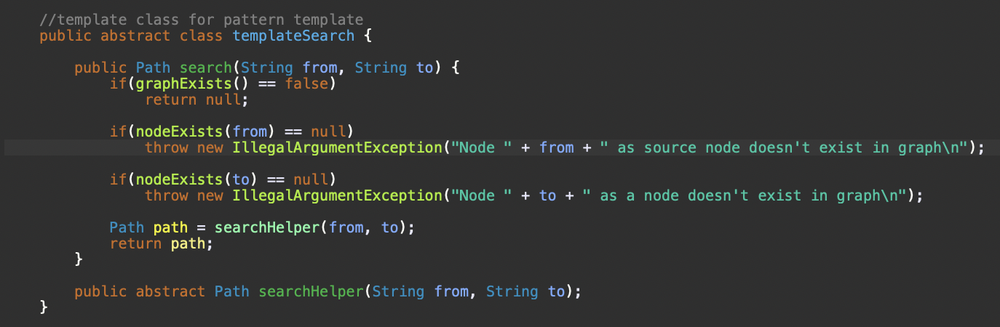 //template class for pattern template
public abstract class templateSearch {
public Path search(String from, String to) {
if(graphExists() == false)
return null;
if(nodeExists(from) == null)
throw new IllegalArgumentException("Node " + from + " as source node doesn't exist in graph\n");
if(nodeExists(to) == null)
throw new IllegalArgumentException("Node " + to + " as a node doesn't exist in graph\n");
Path path = searchHelper(from, to);
return path;
}
public abstract Path searchHelper(String from, String to);
}